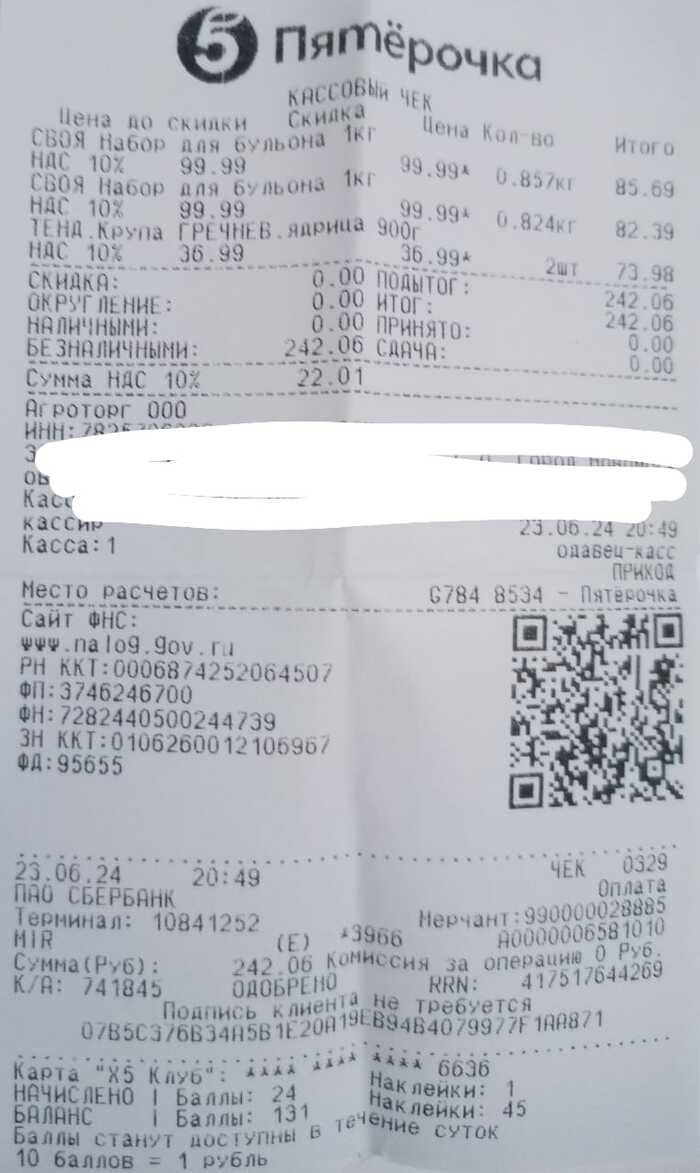 5 Пятёрочка
КАССОВЫЙ ЧЕК
Цена до скидки Скидка Цена Кол-во Итого
СВОЯ Набор для бульона 1кг
НДС 10% 99.99 99.99* 0.857кг 85.69
СВОЯ Набор для бульона 1кг
НДС 10% 99.99 99.99* 0.824кг 82.39
ТЕНД.Крупа ГРЕЧНЕВ.ядрица 900г
НДС 10% 36.99 36.99* 2шт 73.98
СКИДКА: 0.00 ПОДЫТОГ: 242.06
ОКРУГЛЕНИЕ: 0.00 ИТОГ: 242.06
НАЛИЧНЫМИ: 0.00 ПРИНЯТО: 0.00
БЕЗНАЛИЧНЫМИ: 242.06 СДАЧА: 0.00
Сумма НДС 10% 22.01
Агроторг ООО
ИНН:
кассир 23.06.24 20:49
Касса:1 одавец-касс
ПРИХОД
Место расчетов: G784 8534 - Пятёрочка
Сайт ФНС:
www.nalog.gov.ru
РН ККТ:0006874252064507
ФП:3746246700
ФН:7282440500244739
ЗН ККТ:0106260012106967
ФД:95655
23.06.24 20:49 ЧЕК 0329
ПАО СБЕРБАНК Оплата
Терминал: 10841252 Мерчант:990000028885
MIR (E) *3966 A0000006581010
Сумма(Руб): 242.06 Комиссия за операцию 0 Руб.
К/А: 741845 ОДОБРЕНО RRN: 417517644269
Подпись клиента не требуется
07B5C376B34A5B1E20A19EB94B4079977F1AA871
Карта "X5 Клуб": **** **** **** 6636
НАЧИСЛЕНО | Баллы: 24 Наклейки: 1
БАЛАНС | Баллы: 131 Наклейки: 45
Баллы станут доступны в течение суток
10 баллов = 1 рубль